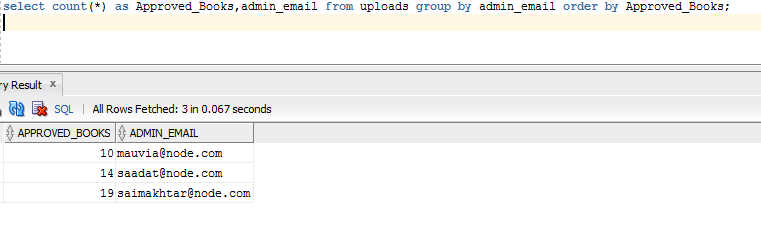 select count(*) as Approved_Books,admin_email from uploads group by admin_email order by Approved_Books;
ry Result x
SQL | All Rows Fetched: 3 in 0.067 seconds
APPROVED_BOOKS ADMIN_EMAIL
10 mauvia@node.com
14 saadat@node.com
19 saimakhtar@node.com